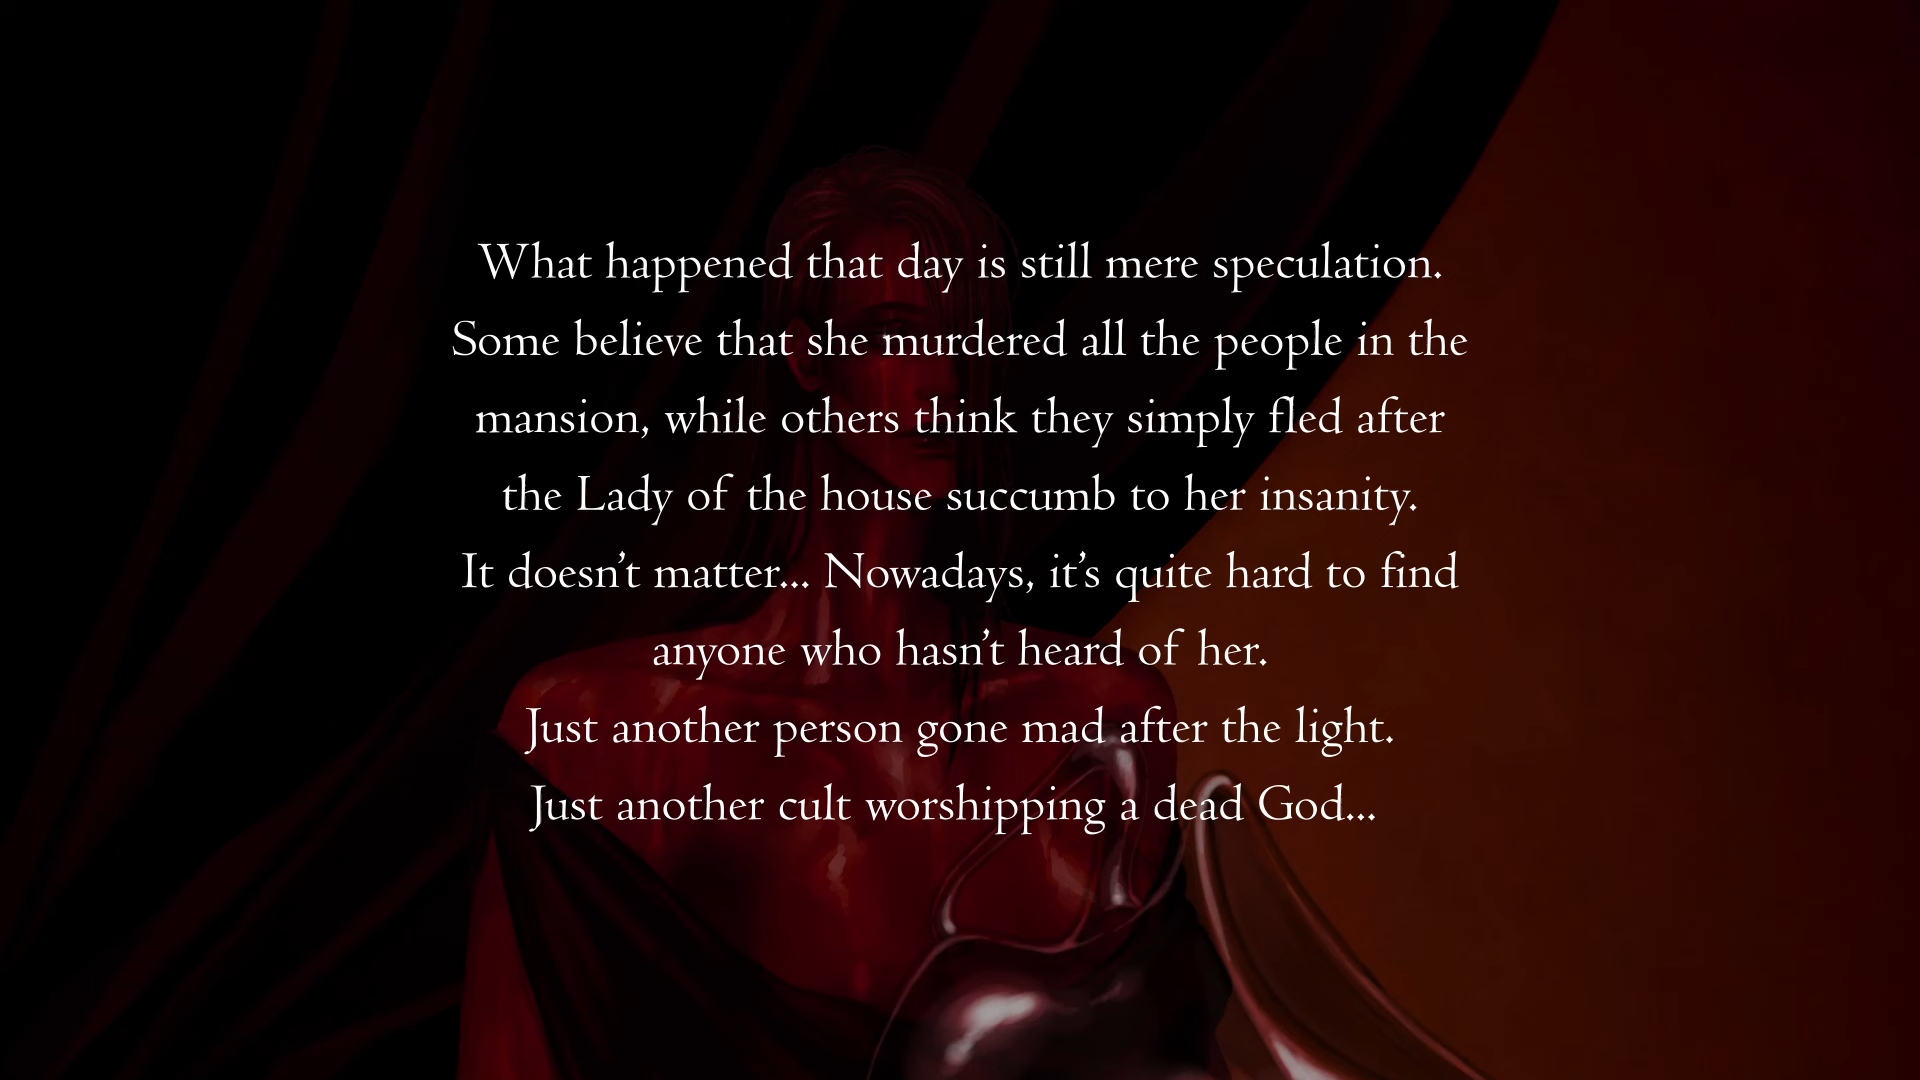 What happened that day is still mere speculation.
Some believe that she murdered all the people in the
mansion, while others think they simply fled after
the Lady of the house succumb to her insanity.
It doesn’t matter... Nowadays, it’s quite hard to find
anyone who hasn’t heard of her.
Just another person gone mad after the light.
Just another cult worshipping a dead God...